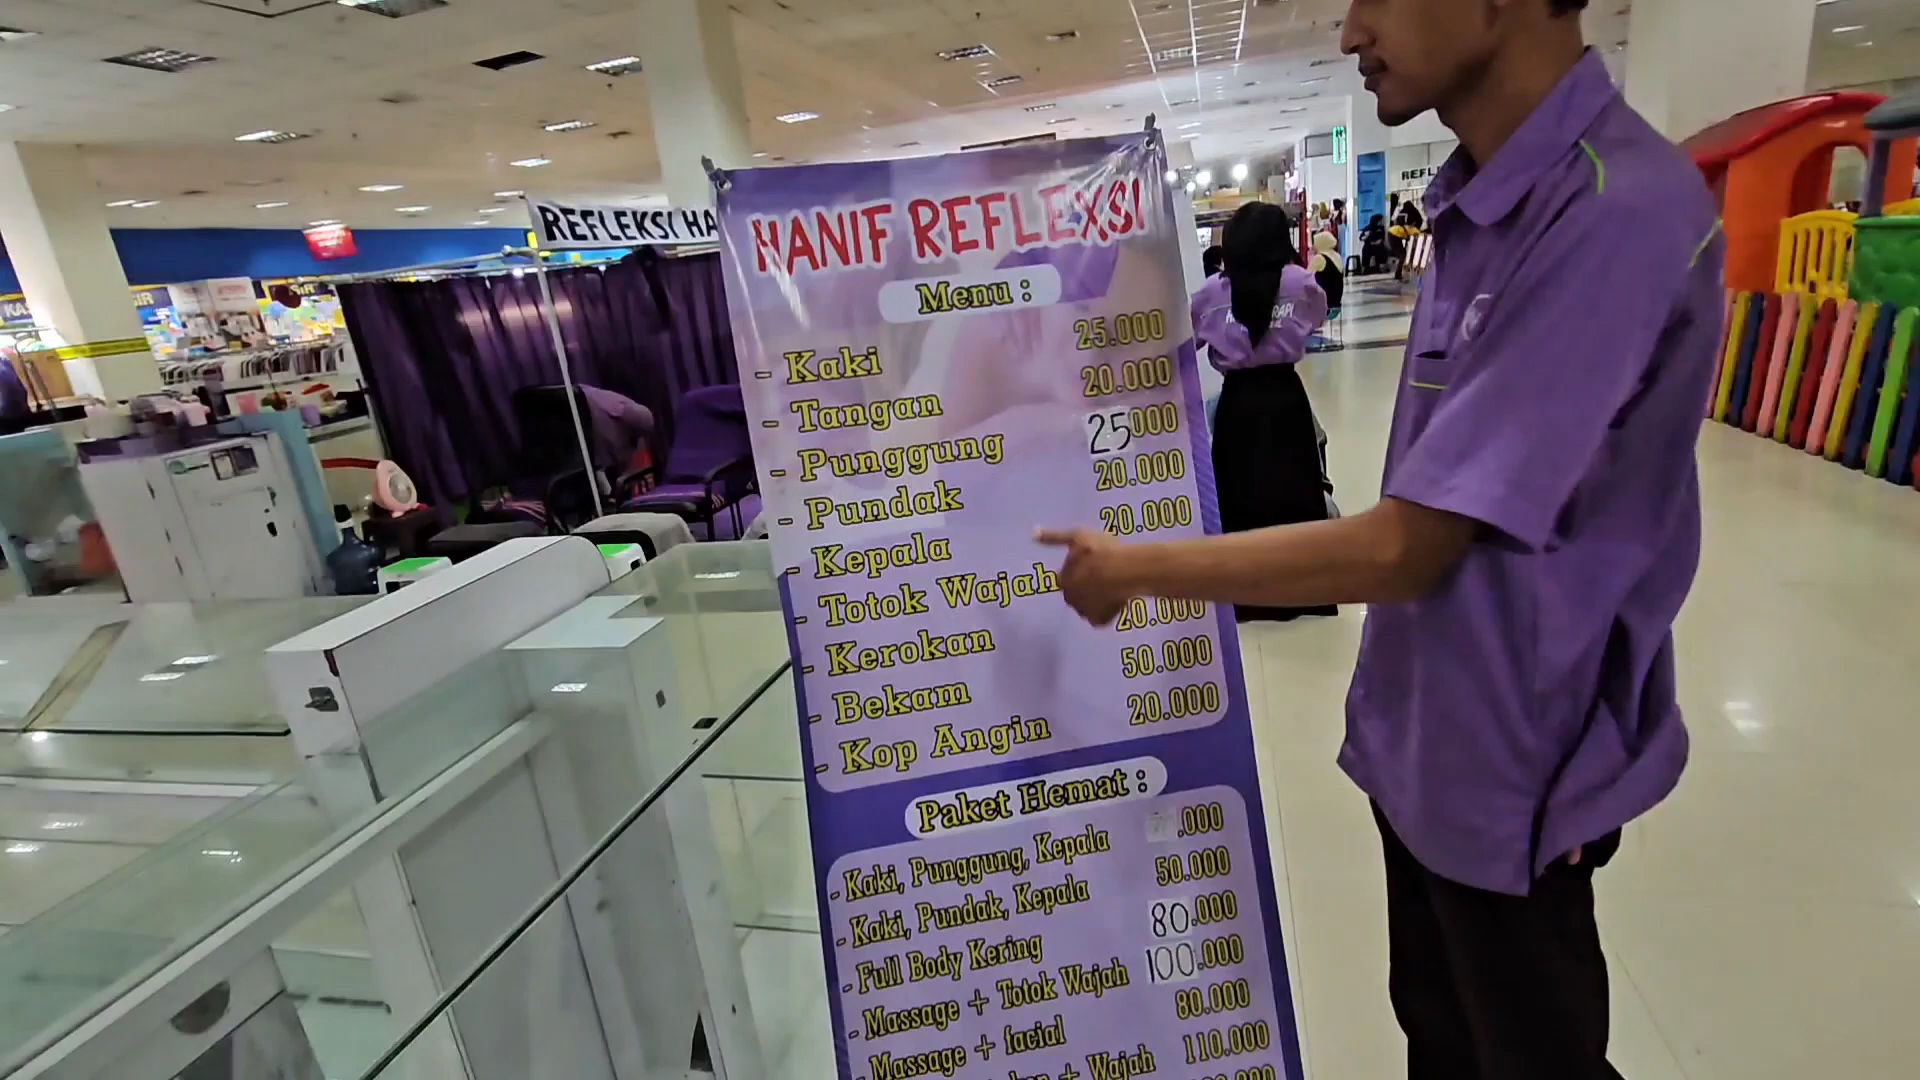 REFLEKSI HA
HANIF REFLEXSI
Menu :
- Kaki 25.000
- Tangan 20.000
- Punggung 25000
- Pundak 20.000
- Kepala 20.000
- Totok Wajah
- Kerokan 20.000
- Bekam 50.000
- Kop Angin 20.000
Paket Hemat :
- Kaki, Punggung, Kepala .000
- Kaki, Pundak, Kepala 50.000
- Full Body Kering 80.000
- Massage + Totok Wajah 100.000
- Massage + facial 80.000
+ Wajah 110.000
REFL